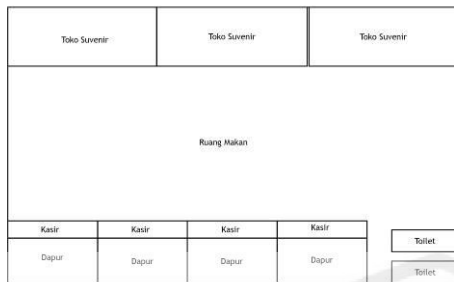 Toko Suvenir
Toko Suvenir
Toko Suvenir
Ruang Makan
Kasir
Kasir
Kasir
Kasir
Toilet
Dapur
Dapur
Dapur
Dapur
Toilet